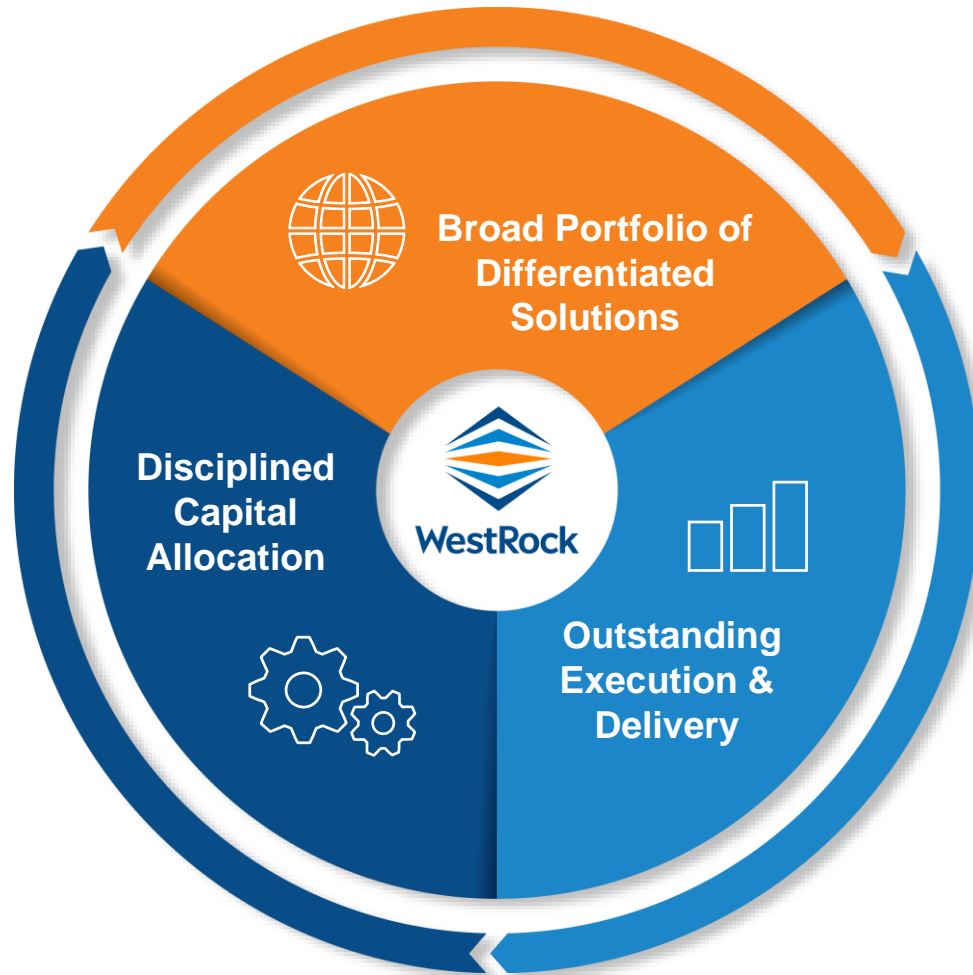 Broad Portfolio of
Differentiated
Solutions
Disciplined
Capital
Allocation
WestRock
Outstanding
Execution &
Delivery